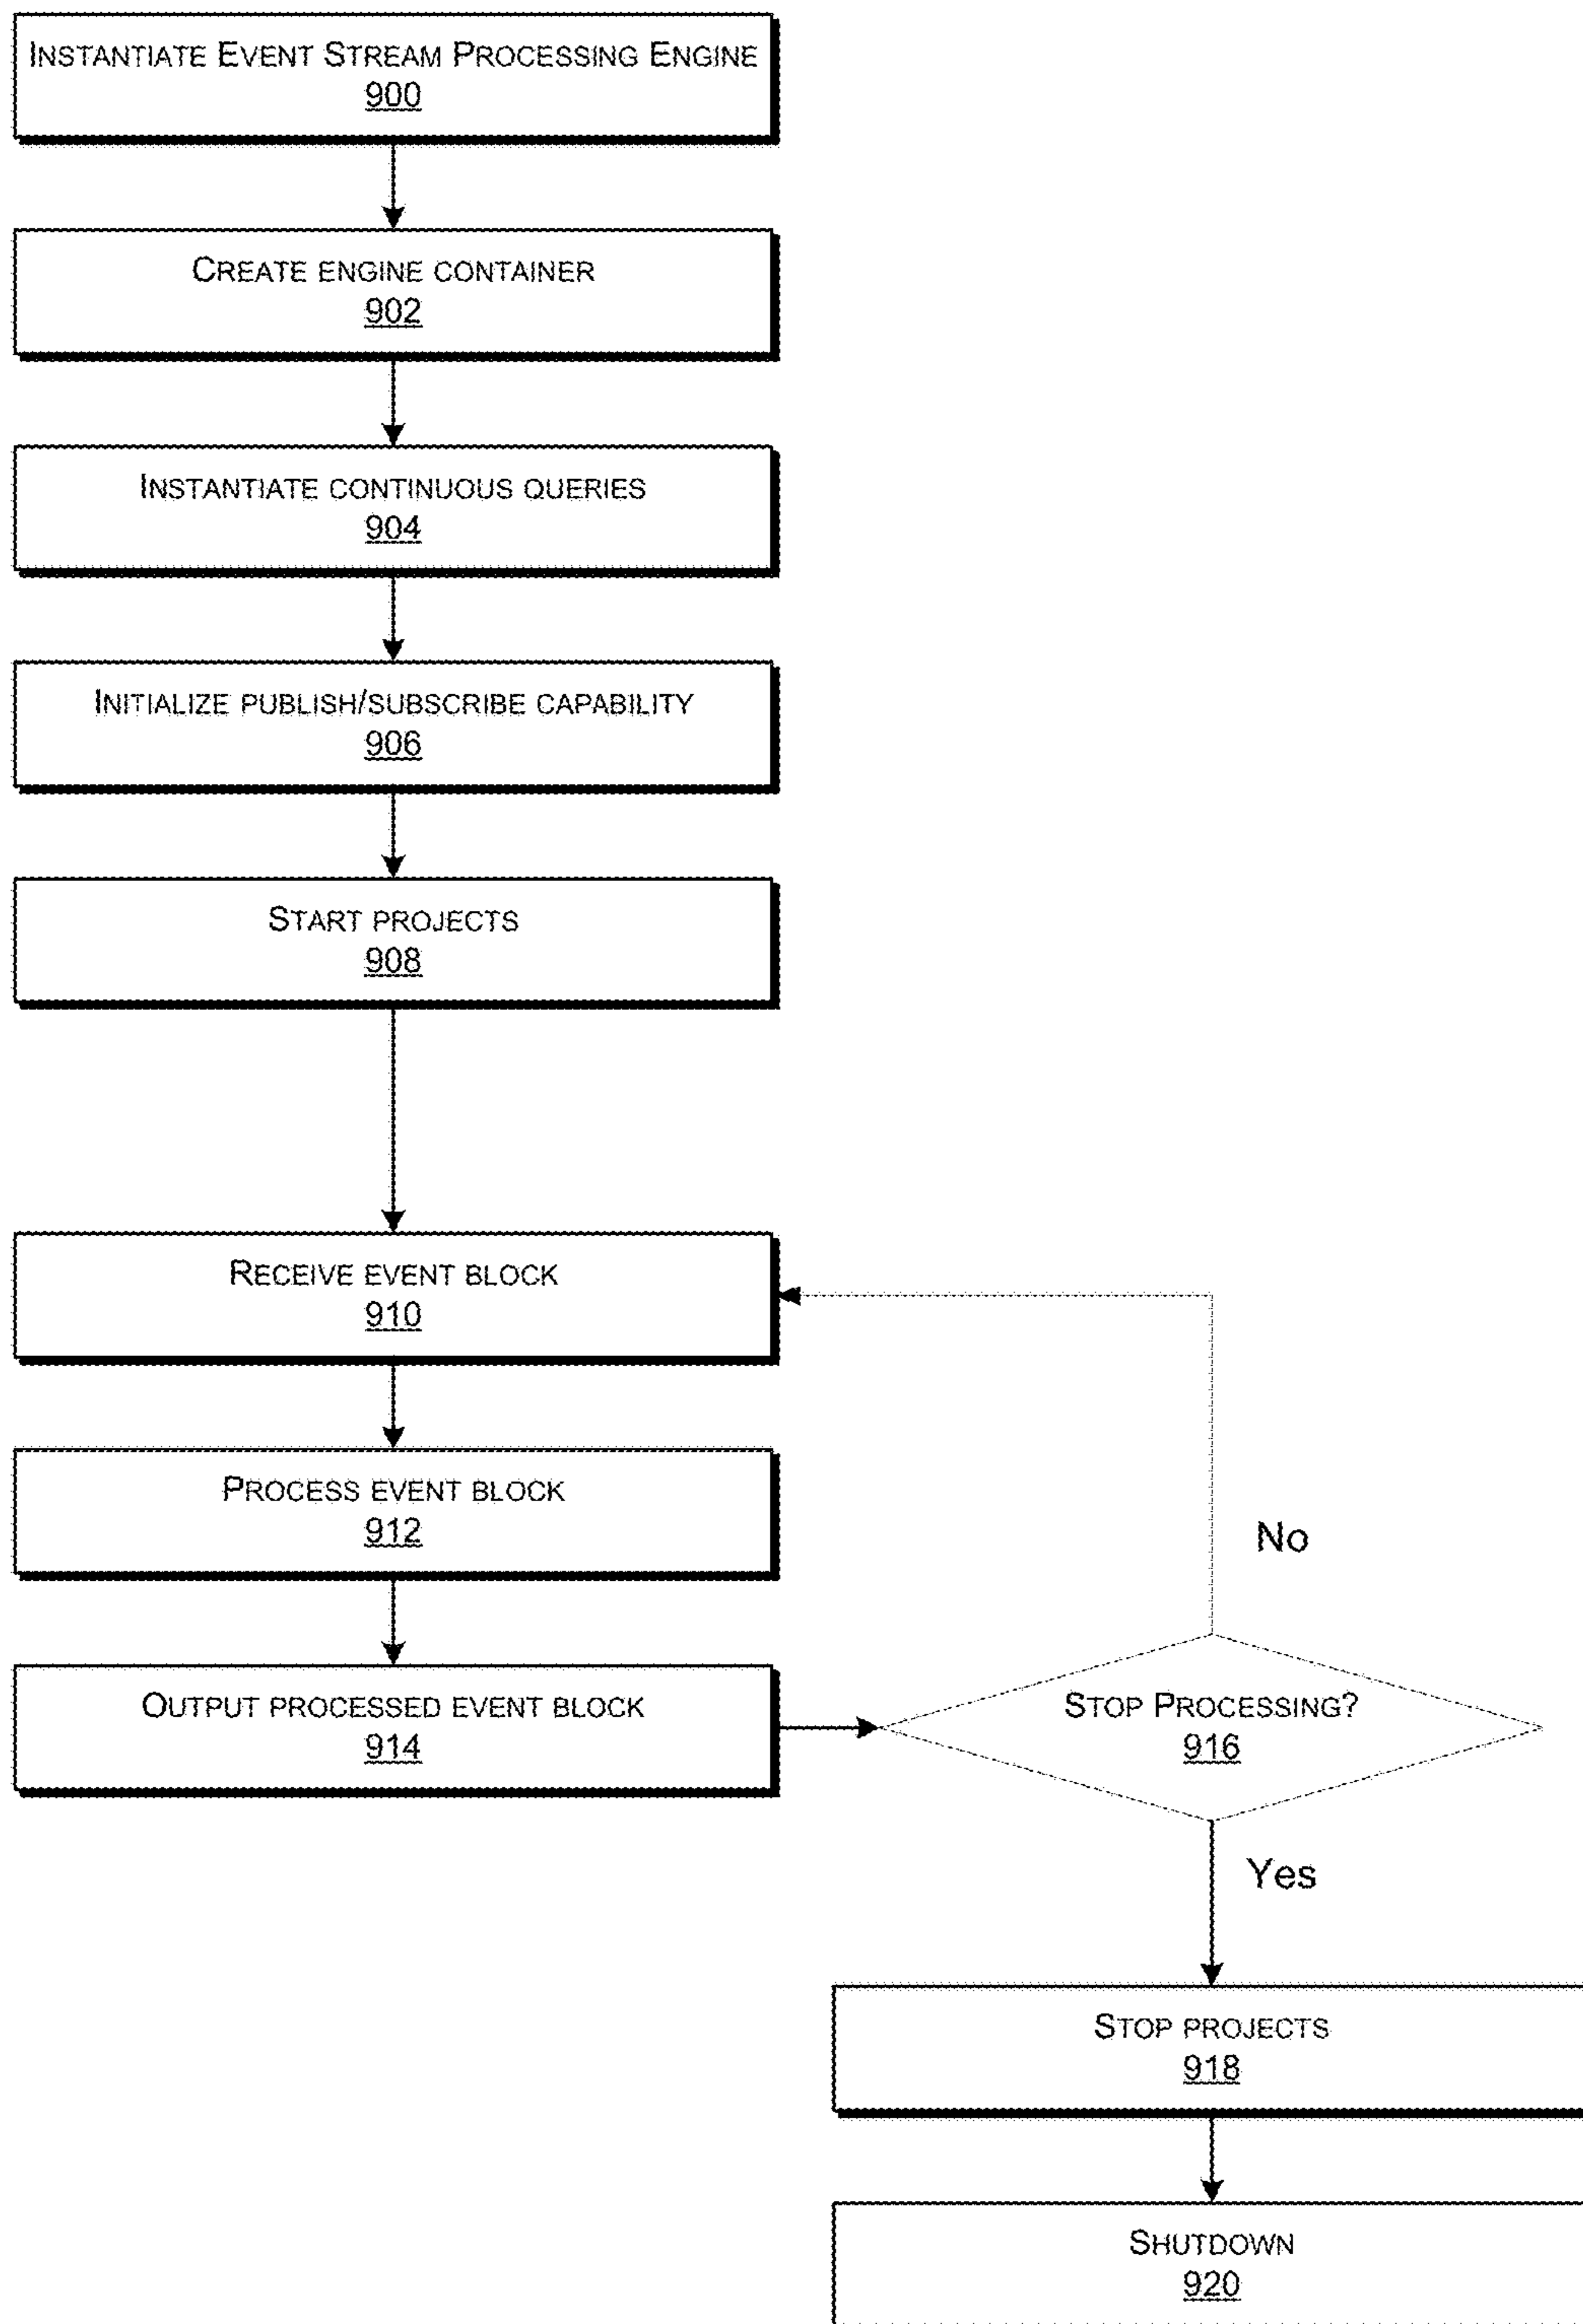 INSTANTIATE EVENT STREAM PROCESSING ENGINE
900
CREATE ENGINE CONTAINER
902
INSTANTIATE CONTINUOUS QUERIES
904
INITIALIZE PUBLISH/SUBSCRIBE CAPABILITY
906
START PROJECTS
908
RECEIVE EVENT BLOCK
910
PROCESS EVENT BLOCK
912
No
OUTPUT PROCESSED EVENT BLOCK
914
STOP PROCESSING?
916
Yes
STOP PROJECTS
918
SHUTDOWN
920